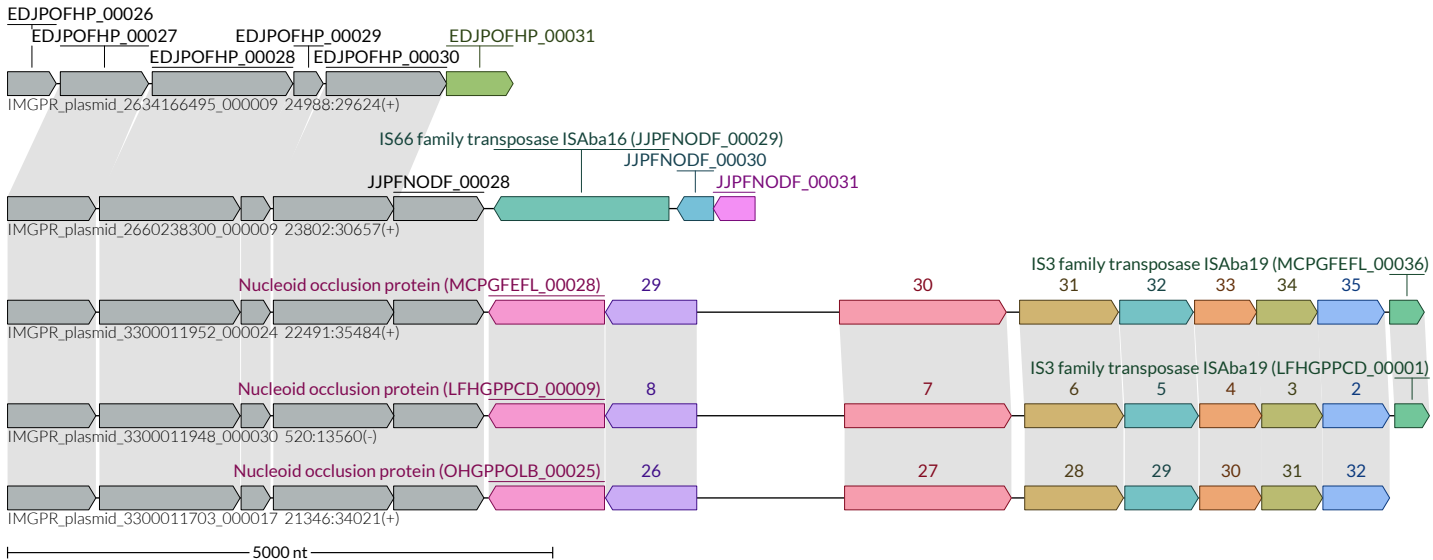 EDJPOFHP_00026
EDJPOFHP_00027 EDJPOFHP_00029 EDJPOFHP_00031
EDJPOFHP_00028 EDJPOFHP_00030
IMGPR_plasmid_2634166495_000009 24988:29624(+)
IS66 family transposase ISAba16 (JJPFNODF_00029)
JJPFNODF_00030
JJPFNODF_00028 JJPFNODF_00031
IMGPR_plasmid_2660238300_000009 23802:30657(+)
IS3 family transposase ISAba19 (MCPGFEFL_00036)
Nucleoid occlusion protein (MCPGFEFL_00028) 29 30 31 32 33 34 35
IMGPR_plasmid_3300011952_000024 22491:35484(+)
IS3 family transposase ISAba19 (LFHGPPCD_00001)
Nucleoid occlusion protein (LFHGPPCD_00009) 8 7 6 5 4 3 2
IMGPR_plasmid_3300011948_000030 520:13560(-)
Nucleoid occlusion protein (OHGPPOLB_00025) 26 27 28 29 30 31 32
IMGPR_plasmid_3300011703_000017 21346:34021(+)
5000 nt